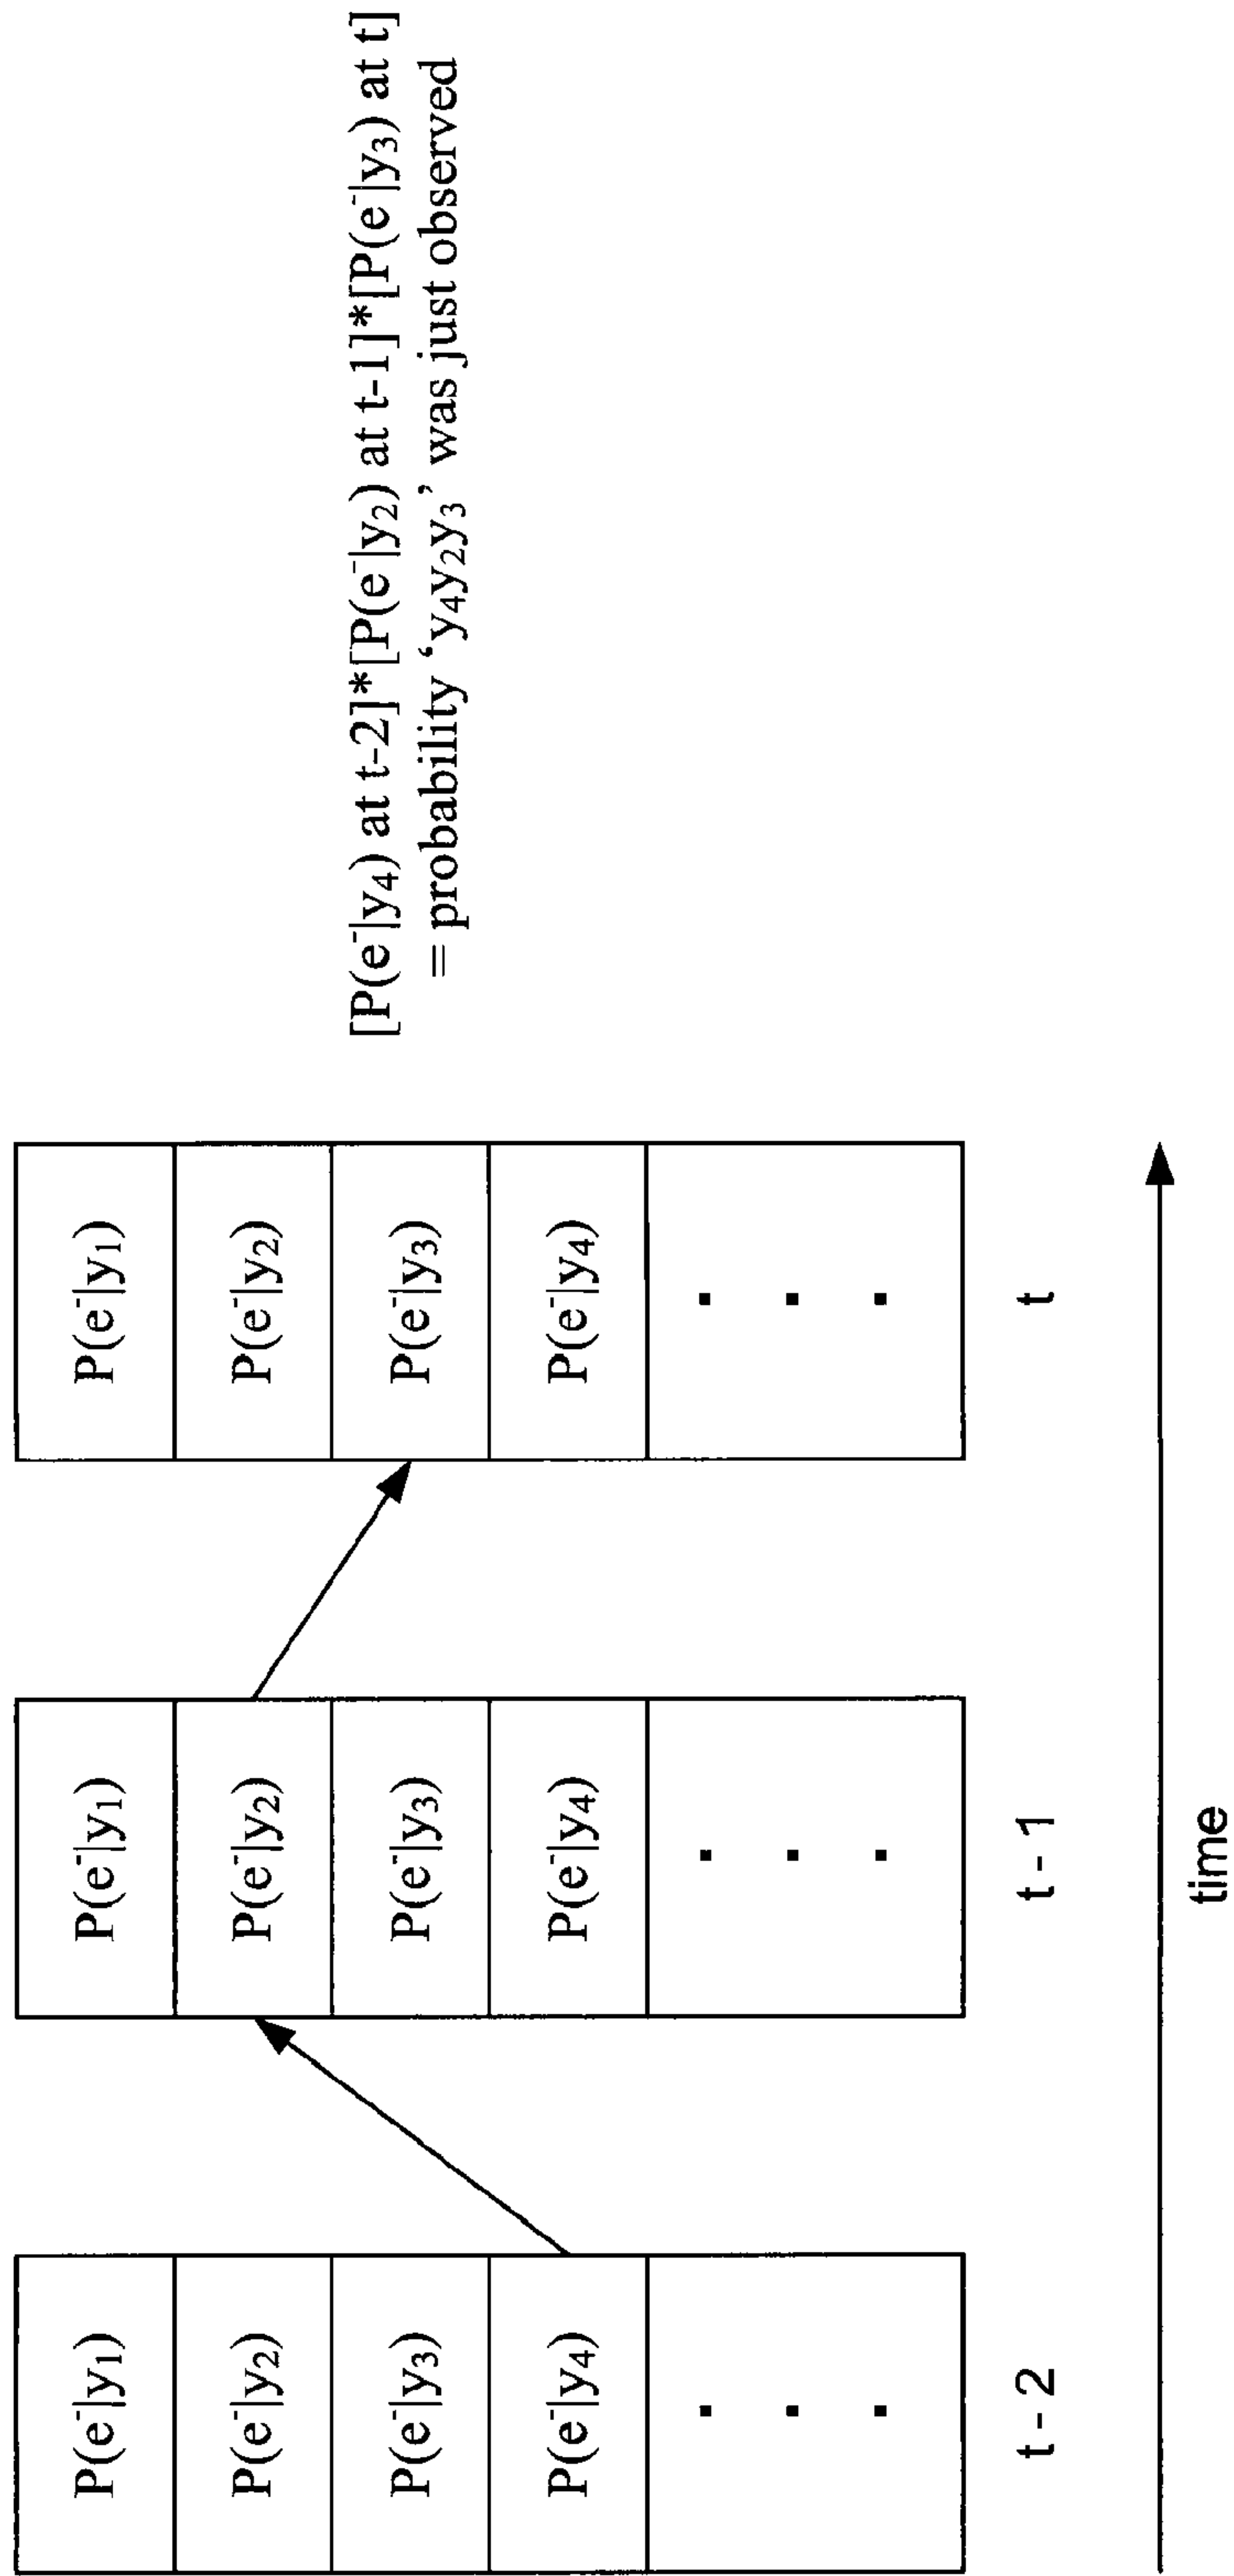 P(e⁻|y₁)
P(e⁻|y₂)
P(e⁻|y₃)
P(e⁻|y₄)
t - 2
P(e⁻|y₁)
P(e⁻|y₂)
P(e⁻|y₃)
P(e⁻|y₄)
t - 1
P(e⁻|y₁)
P(e⁻|y₂)
P(e⁻|y₃)
P(e⁻|y₄)
t
time
[P(e⁻|y₄) at t-2]*[P(e⁻|y₂) at t-1]*[P(e⁻|y₃) at t]
= probability ‘y₄y₂y₃’ was just observed